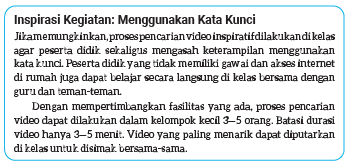 Inspirasi Kegiatan: Menggunakan Kata Kunci
Jika memungkinkan, proses pencarian video inspiratif dilakukan di kelas
agar peserta didik sekaligus mengasah keterampilan menggunakan
kata kunci. Peserta didik yang tidak memiliki gawai dan akses internet
di rumah juga dapat belajar secara langsung di kelas bersama dengan
guru dan teman-teman.
Dengan mempertimbangkan fasilitas yang ada, proses pencarian
video dapat dilakukan dalam kelompok kecil 3–5 orang. Batasi durasi
video hanya 3–5 menit. Video yang paling menarik dapat diputarkan
di kelas untuk disimak bersama-sama.